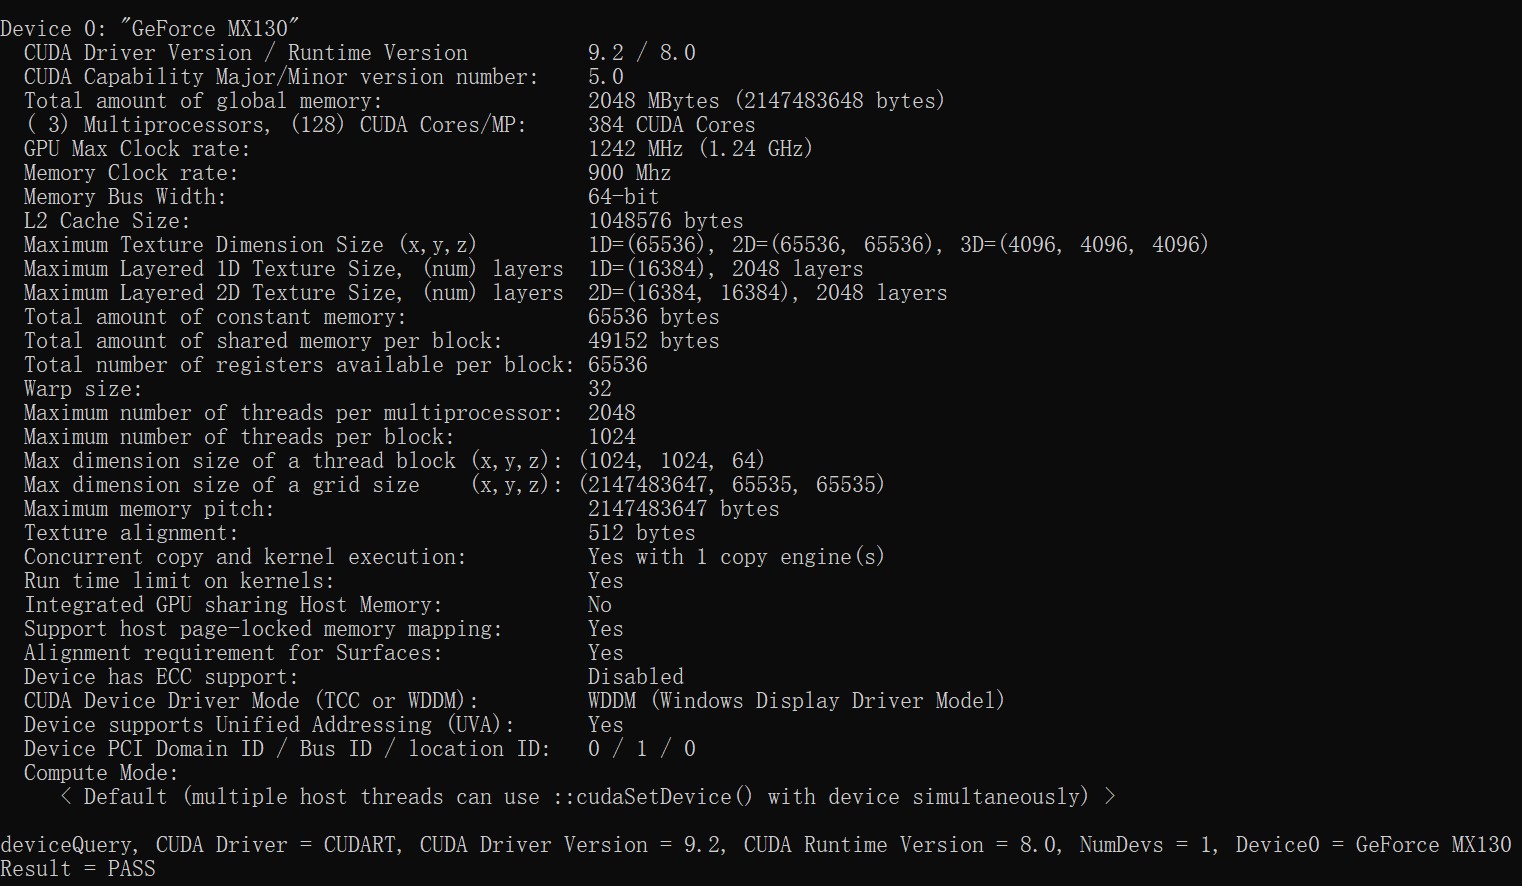 Device 0: "GeForce MX130"
CUDA Driver Version / Runtime Version 9.2 / 8.0
CUDA Capability Major/Minor version number: 5.0
Total amount of global memory: 2048 MBytes (2147483648 bytes)
( 3) Multiprocessors, (128) CUDA Cores/MP: 384 CUDA Cores
GPU Max Clock rate: 1242 MHz (1.24 GHz)
Memory Clock rate: 900 Mhz
Memory Bus Width: 64-bit
L2 Cache Size: 1048576 bytes
Maximum Texture Dimension Size (x,y,z) 1D=(65536), 2D=(65536, 65536), 3D=(4096, 4096, 4096)
Maximum Layered 1D Texture Size, (num) layers 1D=(16384), 2048 layers
Maximum Layered 2D Texture Size, (num) layers 2D=(16384, 16384), 2048 layers
Total amount of constant memory: 65536 bytes
Total amount of shared memory per block: 49152 bytes
Total number of registers available per block: 65536
Warp size: 32
Maximum number of threads per multiprocessor: 2048
Maximum number of threads per block: 1024
Max dimension size of a thread block (x,y,z): (1024, 1024, 64)
Max dimension size of a grid size (x,y,z): (2147483647, 65535, 65535)
Maximum memory pitch: 2147483647 bytes
Texture alignment: 512 bytes
Concurrent copy and kernel execution: Yes with 1 copy engine(s)
Run time limit on kernels: Yes
Integrated GPU sharing Host Memory: No
Support host page-locked memory mapping: Yes
Alignment requirement for Surfaces: Yes
Device has ECC support: Disabled
CUDA Device Driver Mode (TCC or WDDM): WDDM (Windows Display Driver Model)
Device supports Unified Addressing (UVA): Yes
Device PCI Domain ID / Bus ID / location ID: 0 / 1 / 0
Compute Mode:
< Default (multiple host threads can use ::cudaSetDevice() with device simultaneously) >
deviceQuery, CUDA Driver = CUDART, CUDA Driver Version = 9.2, CUDA Runtime Version = 8.0, NumDevs = 1, Device0 = GeForce MX130
Result = PASS